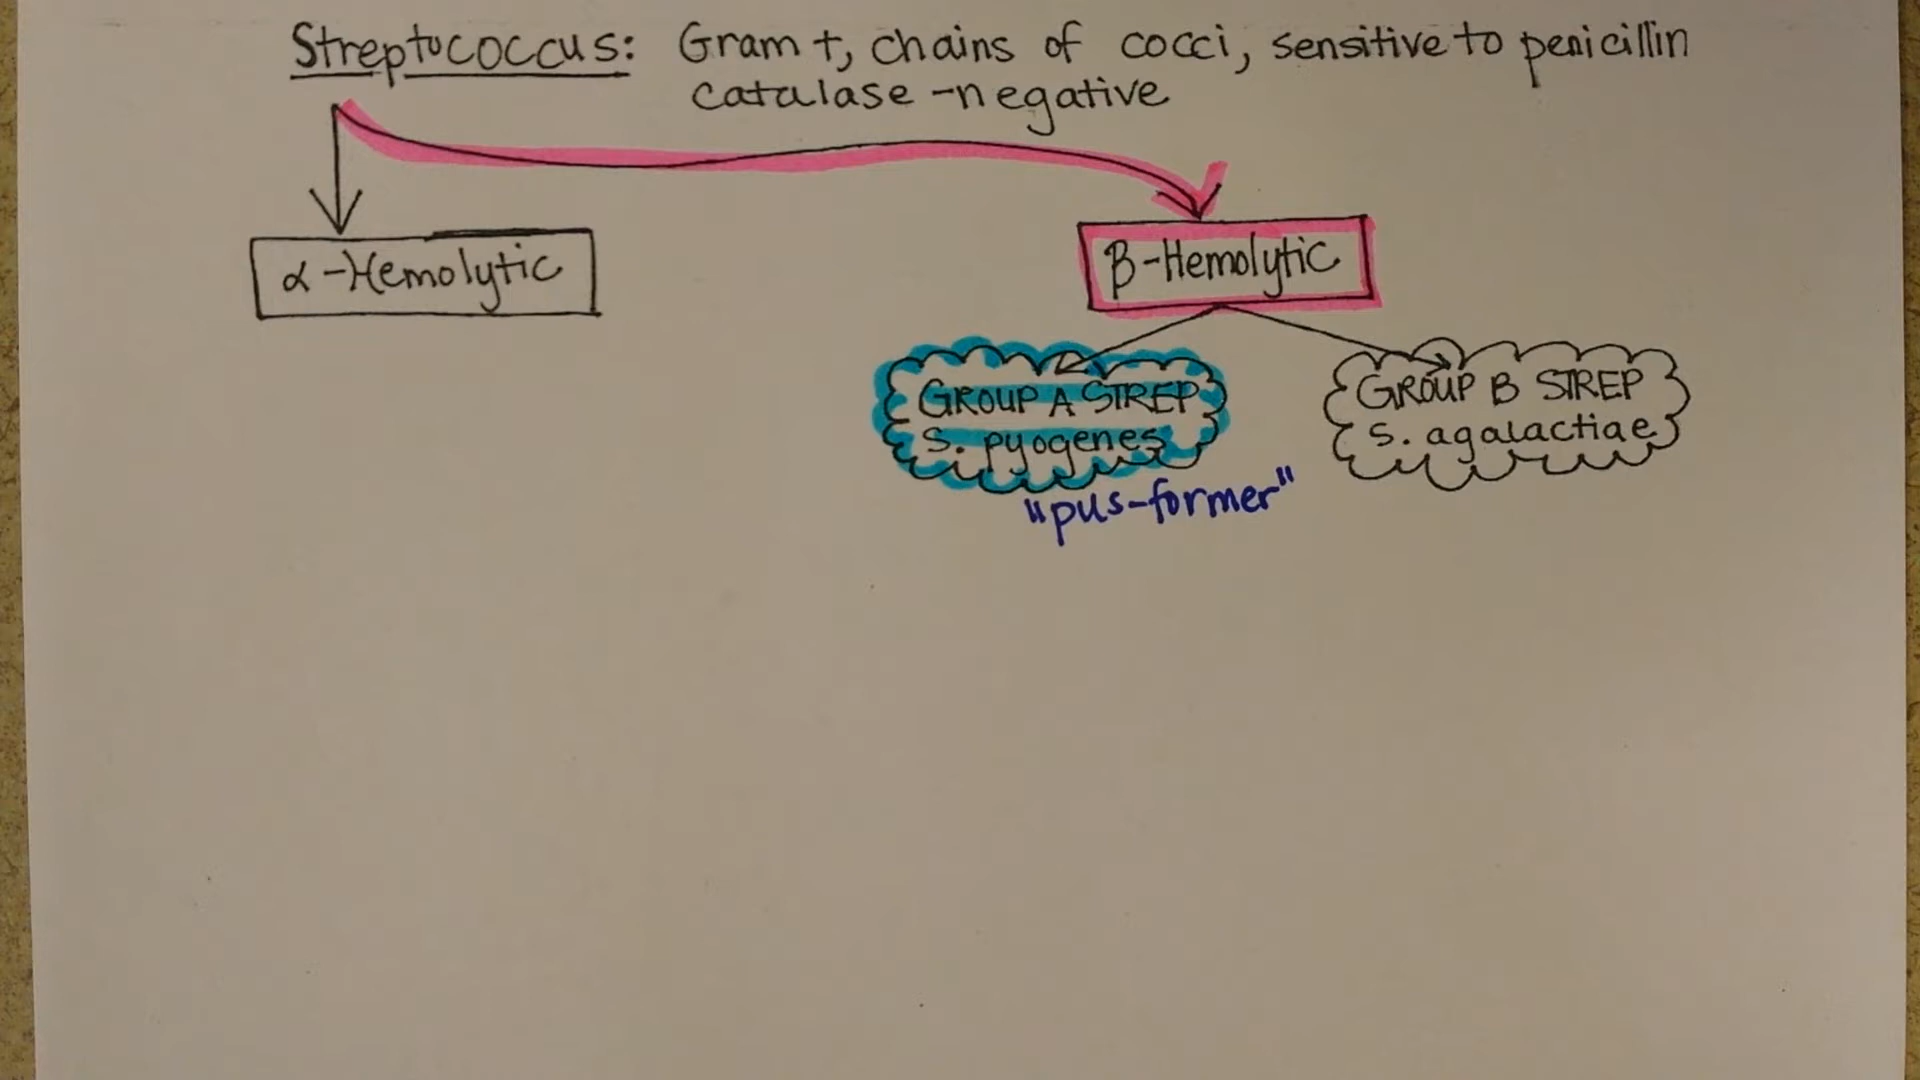 Streptococcus: Gram +, chains of cocci, sensitive to penicillin
catalase-negative
α-Hemolytic
β-Hemolytic
GROUP A STREP
S. pyogenes
"pus-former"
GROUP B STREP
S. agalactiae